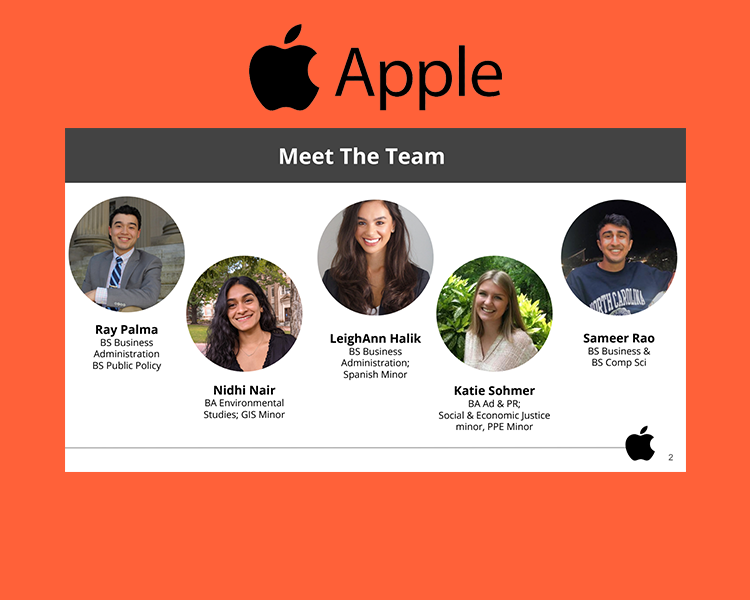 Apple
Meet The Team
Ray Palma
BS Business
Administration
BS Public Policy
Nidhi Nair
BA Environmental
Studies; GIS Minor
LeighAnn Halik
BS Business
Administration;
Spanish Minor
Katie Sohmer
BA Ad & PR;
Social & Economic Justice
minor, PPE Minor
NORTH CAROLINA
Sameer Rao
BS Business &
BS Comp Sci
2